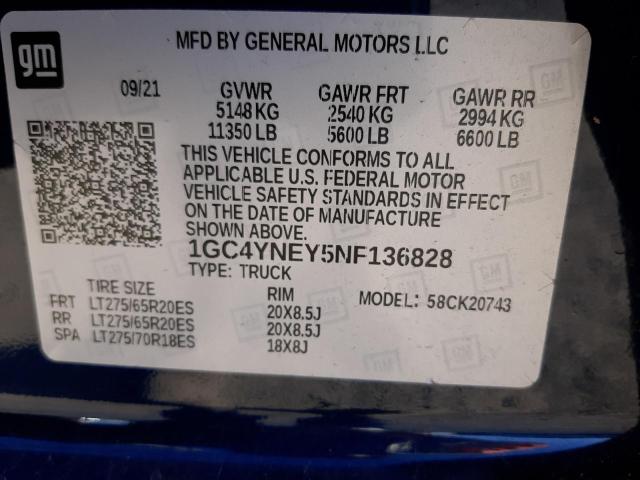 gm
MFD BY GENERAL MOTORS LLC
09/21 GVWR GAWR FRT GAWR RR
5148 KG 2540 KG 2994 KG
11350 LB 5600 LB 6600 LB
THIS VEHICLE CONFORMS TO ALL
APPLICABLE U.S. FEDERAL MOTOR
VEHICLE SAFETY STANDARDS IN EFFECT
ON THE DATE OF MANUFACTURE
SHOWN ABOVE.
1GC4YNEY5NF136828
TYPE: TRUCK
TIRE SIZE RIM MODEL: 58CK20743
FRT LT275/65R20ES 20X8.5J
RR LT275/65R20ES 20X8.5J
SPA LT275/70R18ES 18X8J